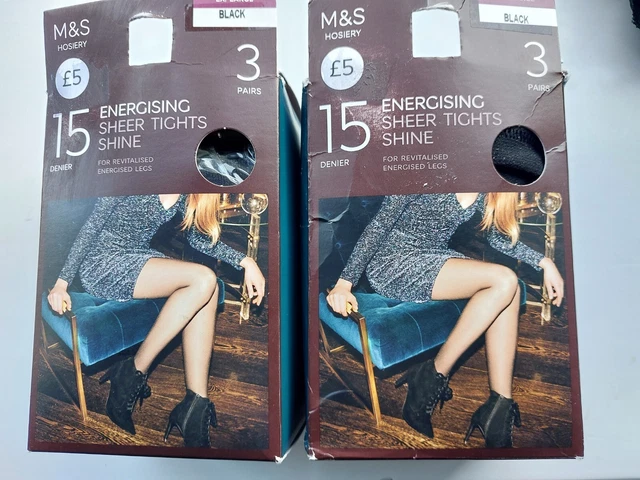 BLACK
M&S
HOSIERY
£5
3
PAIRS
15
DENIER
ENERGISING
SHEER TIGHTS
SHINE
FOR REVITALISED
ENERGISED LEGS
BLACK
M&S
HOSIERY
£5
3
PAIRS
15
DENIER
ENERGISING
SHEER TIGHTS
SHINE
FOR REVITALISED
ENERGISED LEGS